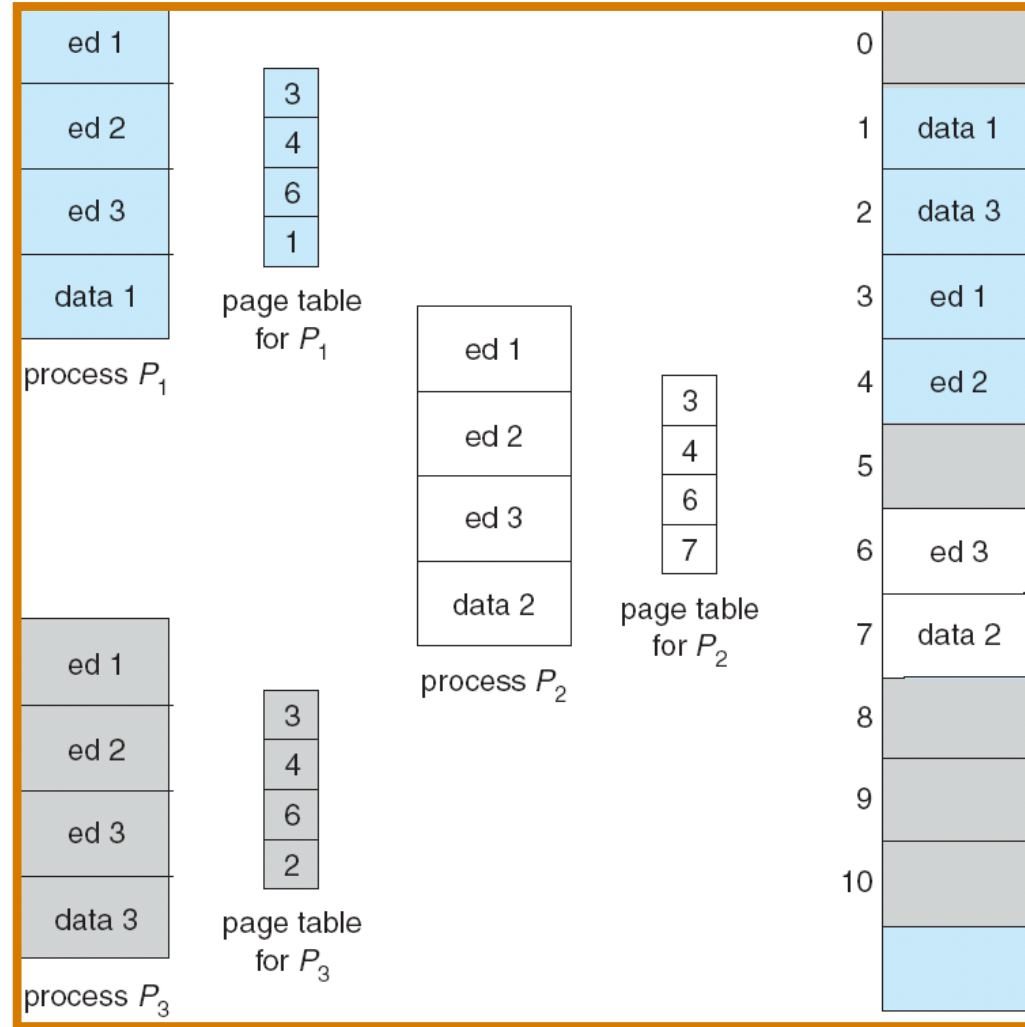 ed 1
ed 2
ed 3
data 1
process P1
3
4
6
1
page table
for P1
ed 1
ed 2
ed 3
data 2
process P2
3
4
6
7
page table
for P2
ed 1
ed 2
ed 3
data 3
process P3
3
4
6
2
page table
for P3
0
1 data 1
2 data 3
3 ed 1
4 ed 2
5
6 ed 3
7 data 2
8
9
10